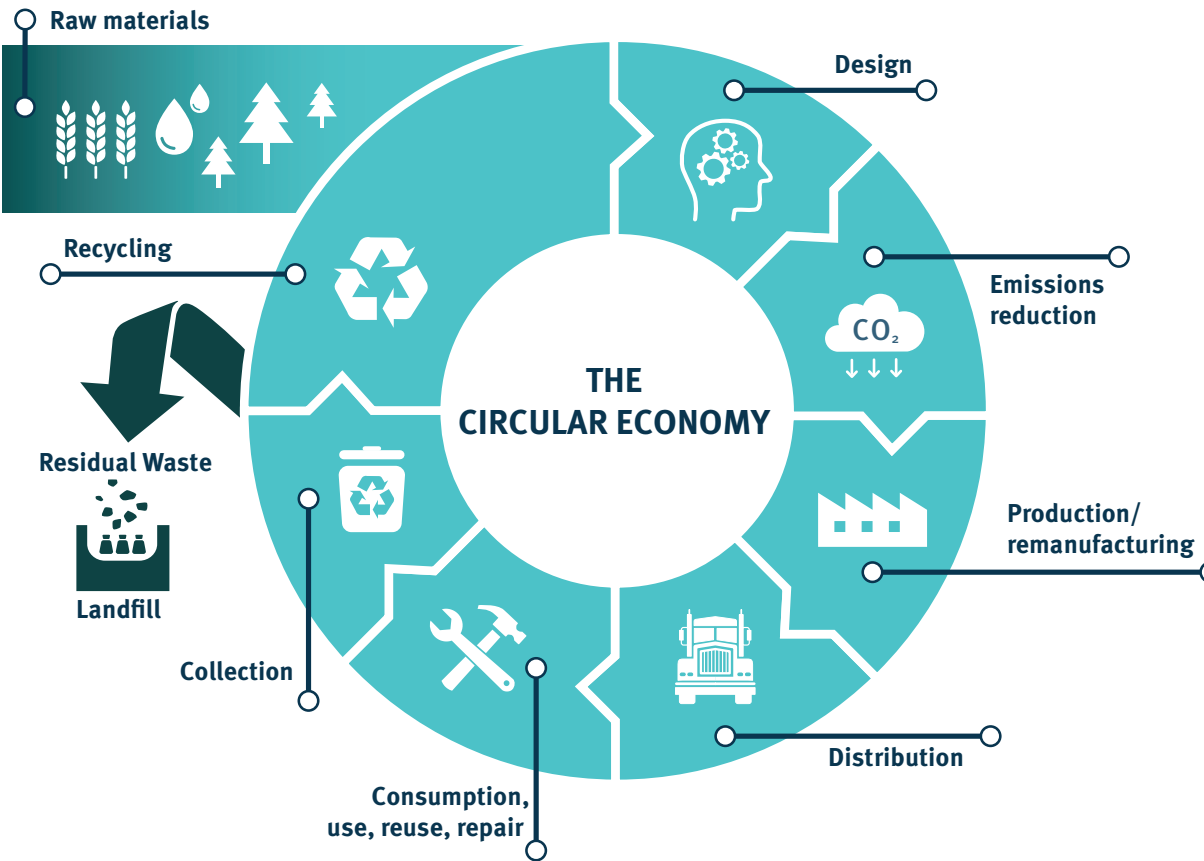 Raw materials
Design
Recycling
Emissions
reduction
CO₂
THE
CIRCULAR ECONOMY
Residual Waste
Production/
remanufacturing
Landfill
Collection
Distribution
Consumption,
use, reuse, repair